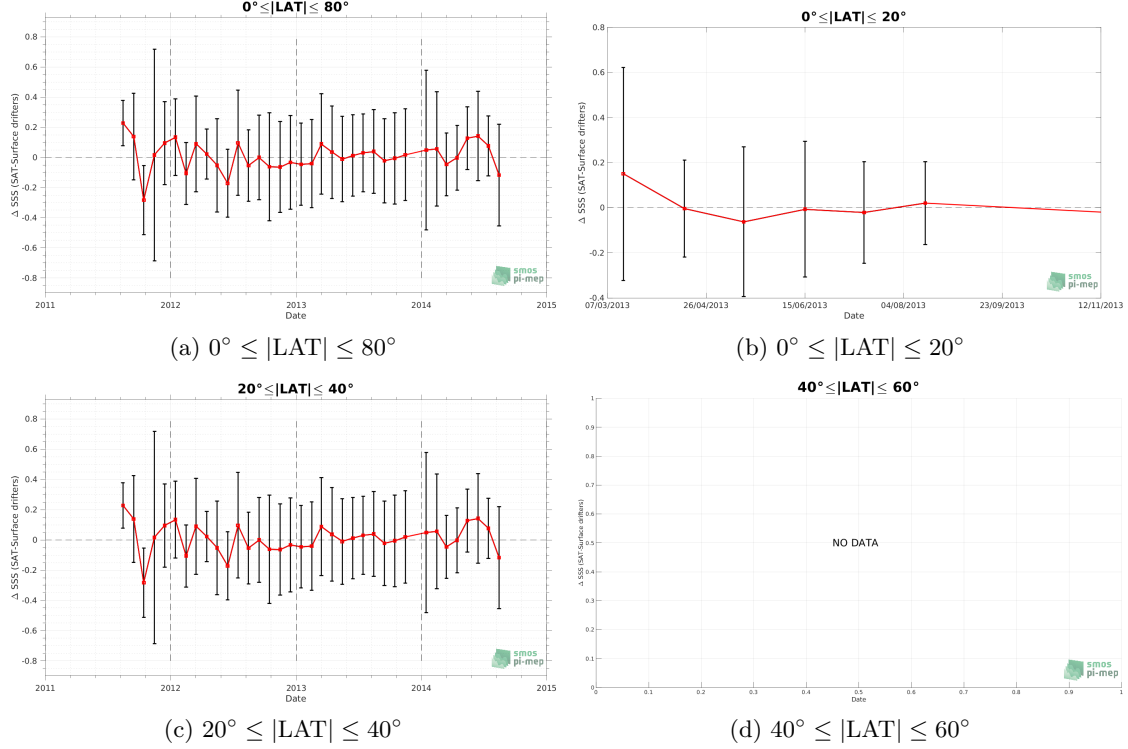 0°≤|LAT|≤ 80°
Δ SSS (SAT-Surface drifters)
0.8
0.6
0.4
0.2
0
-0.2
-0.4
-0.6
-0.8
2011
2012
2013
2014
2015
Date
smos
pi-mep
(a) 0° ≤ |LAT| ≤ 80°
0°≤|LAT|≤ 20°
Δ SSS (SAT-Surface drifters)
0.8
0.6
0.4
0.2
0
-0.2
-0.4
07/03/2013
26/04/2013
15/06/2013
04/08/2013
23/09/2013
12/11/2013
Date
smos
pi-mep
(b) 0° ≤ |LAT| ≤ 20°
20°≤|LAT|≤ 40°
Δ SSS (SAT-Surface drifters)
0.8
0.6
0.4
0.2
0
-0.2
-0.4
-0.6
-0.8
2011
2012
2013
2014
2015
Date
smos
pi-mep
(c) 20° ≤ |LAT| ≤ 40°
40°≤|LAT|≤ 60°
Δ SSS (SAT-Surface drifters)
1
0.9
0.8
0.7
0.6
0.5
0.4
0.3
0.2
0.1
0
NO DATA
0
0.1
0.2
0.3
0.4
0.5
0.6
0.7
0.8
0.9
1
Date
smos
pi-mep
(d) 40° ≤ |LAT| ≤ 60°